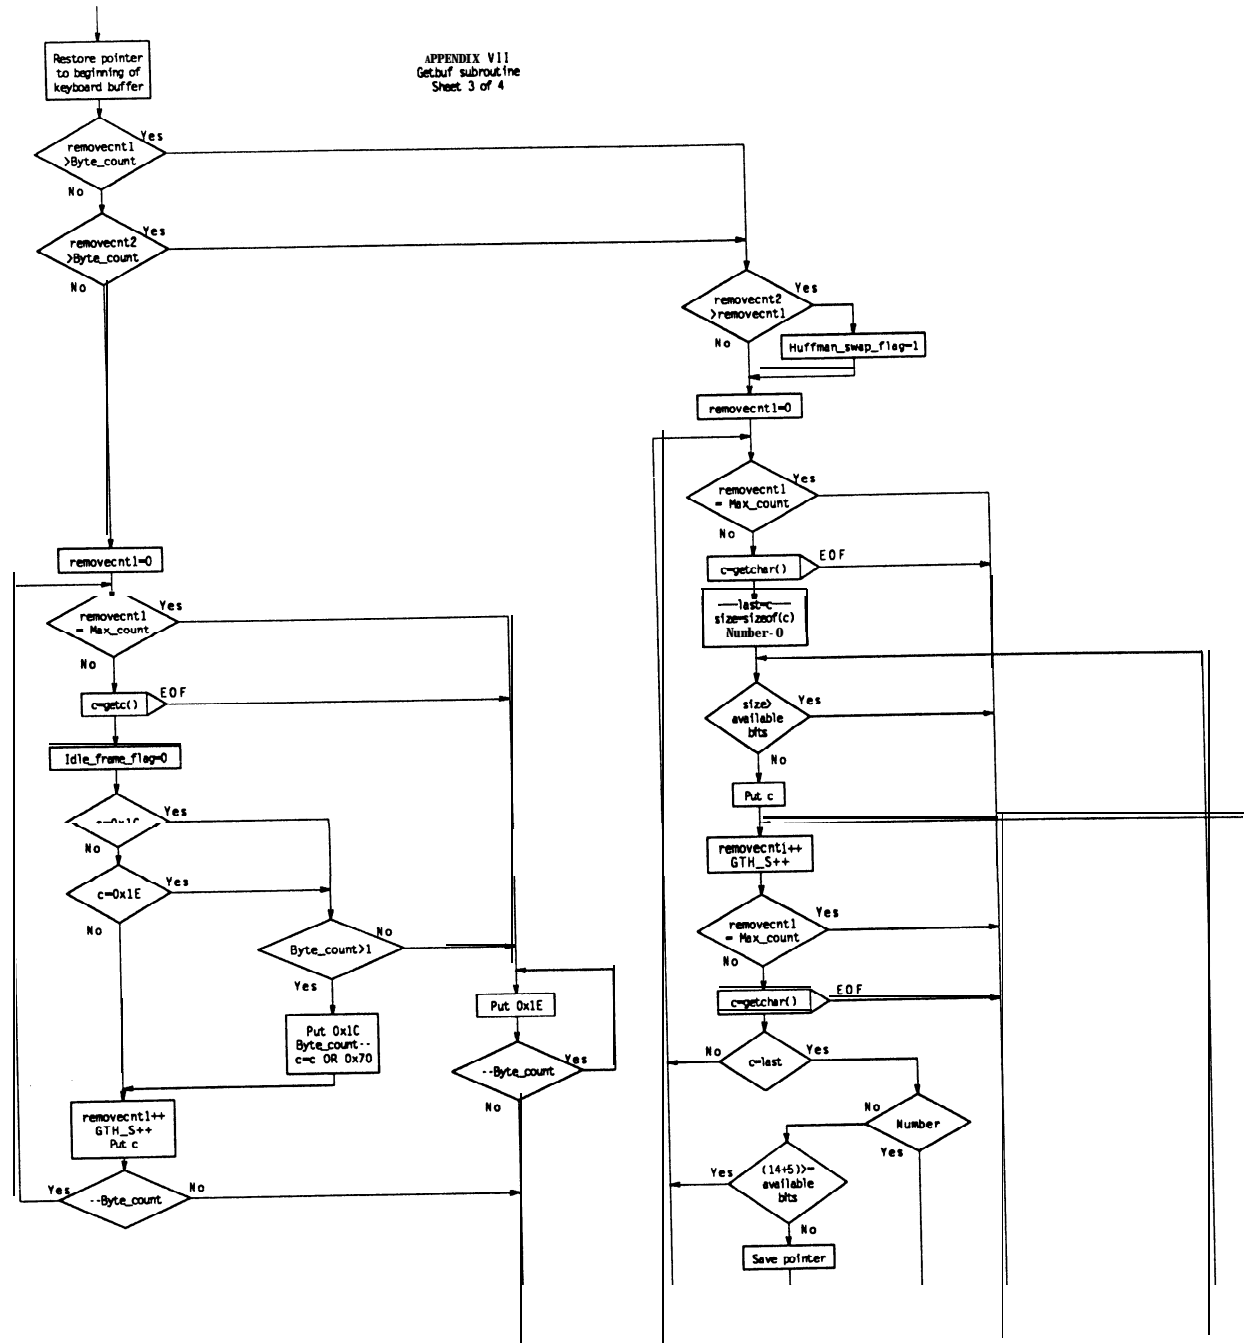 APPENDIX VII
Getbuf subroutine
Sheet 3 of 4
Restore pointer
to beginning of
keyboard buffer
removecnt1
>Byte_count
Yes
No
removecnt2
>Byte_count
Yes
No
removecnt1=0
removecnt1
= Max_count
Yes
No
c=getc()
EOF
Idle_frame_flag=0
Yes
No
c=0x1E
Yes
No
Byte_count>1
No
Yes
Put 0x1C
Byte_count--
c=c OR 0x70
Put 0x1E
--Byte_count
Yes
No
removecnt1++
GTH_S++
Put c
--Byte_count
Yes
No
removecnt2
>removecnt1
Yes
No
Huffman_swap_flag=1
removecnt1=0
removecnt1
= Max_count
Yes
No
c=getchar()
EOF
last=c
size=sizeof(c)
Number-0
size>
available
bits
Yes
No
Put c
removecnt1++
GTH_S++
removecnt1
= Max_count
Yes
No
c=getchar()
EOF
c=last
No
Yes
Number
No
Yes
(14+5)>=
available
bits
Yes
No
Save pointer